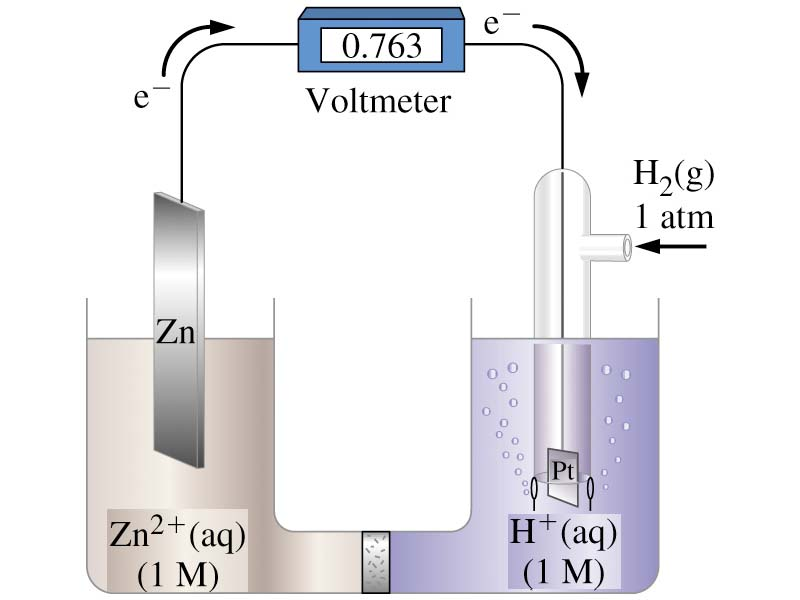 e⁻
0.763
e⁻
Voltmeter
H₂(g)
1 atm
Zn
Pt
Zn²⁺(aq)
(1 M)
H⁺(aq)
(1 M)